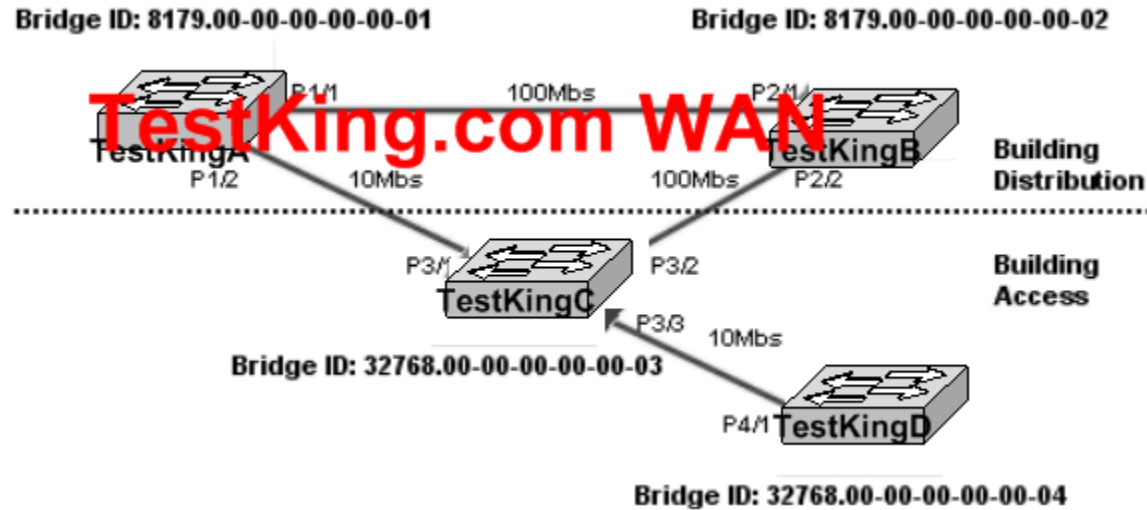 Bridge ID: 8179.00-00-00-00-00-01
Bridge ID: 8179.00-00-00-00-00-02
P1/1
100Mbs
P2/1
TestKing.com WAN
TestKingA
TestKingB
P1/2
10Mbs
100Mbs
P2/2
Building
Distribution
P3/1
P3/2
Building
Access
TestKingC
P3/3
10Mbs
Bridge ID: 32768.00-00-00-00-00-03
P4/1
TestKingD
Bridge ID: 32768.00-00-00-00-00-04